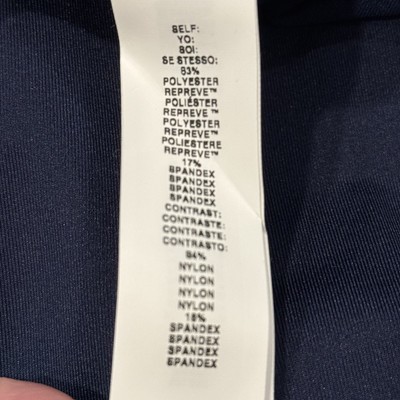 SELF:
YO:
SOI:
SE STESSO:
83%
POLYESTER
REPREVE™
POLIÉSTER
REPREVE™
POLYESTER
REPREVE™
POLIESTERE
REPREVE™
17%
SPANDEX
SPANDEX
SPANDEX
SPANDEX
CONTRAST:
CONTRASTE:
CONTRASTE:
CONTRASTO:
84%
NYLON
NYLON
NYLON
NYLON
16%
SPANDEX
SPANDEX
SPANDEX
SPANDEX